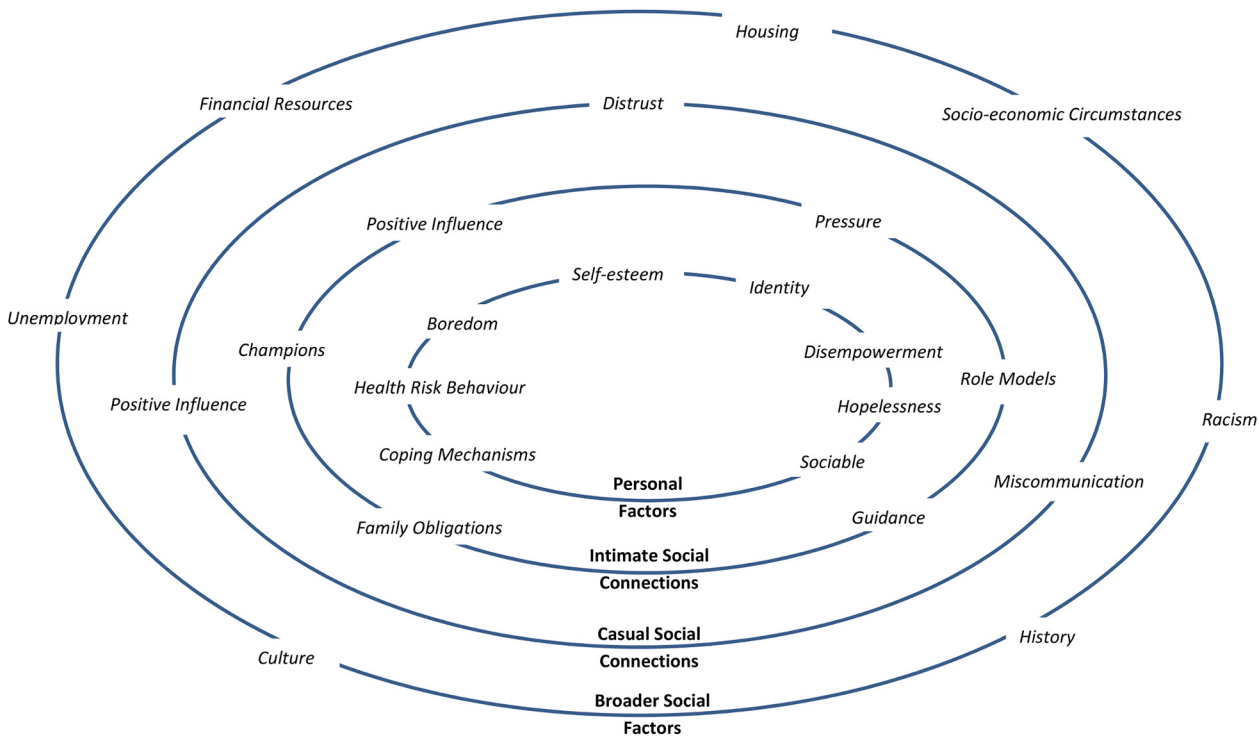 Housing
Financial Resources
Distrust
Socio-economic Circumstances
Positive Influence
Pressure
Self-esteem
Identity
Unemployment
Boredom
Champions
Disempowerment
Role Models
Health Risk Behaviour
Positive Influence
Hopelessness
Racism
Coping Mechanisms
Sociable
Personal
Factors
Miscommunication
Family Obligations
Guidance
Intimate Social
Connections
Casual Social
Connections
History
Culture
Broader Social
Factors